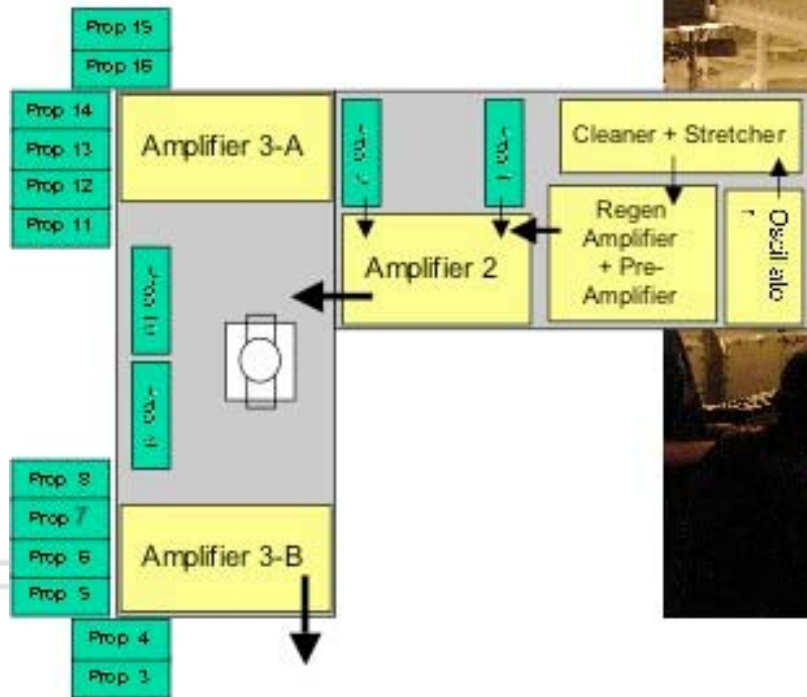 Prop 15
Prop 16
Prop 14
Prop 13
Prop 12
Prop 11
Amplifier 3-A
Cleaner + Stretcher
Regen
Amplifier
+ Pre-
Amplifier
Oscillato
r
Amplifier 2
Prop 8
Prop 7
Prop 6
Prop 5
Amplifier 3-B
Prop 4
Prop 3